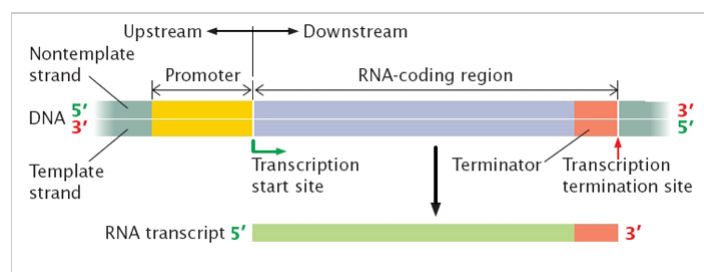 Upstream Downstream
Nontemplate
strand
Promoter RNA-coding region
DNA 5′ 3′
3′ 5′
Template
strand
Transcription
start site
Terminator
Transcription
termination site
RNA transcript 5′ 3′